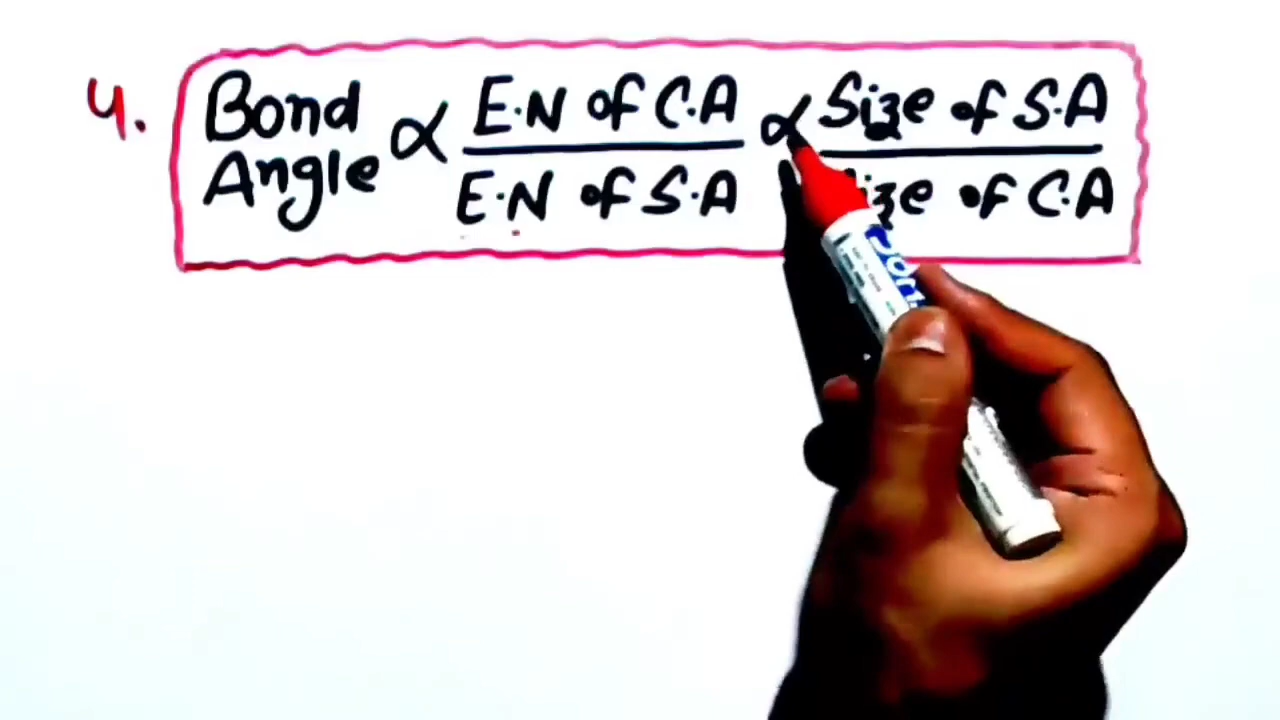 4.
Bond Angle ∝ E·N of C·A / E·N of S·A ∝ Size of S·A / Size of C·A